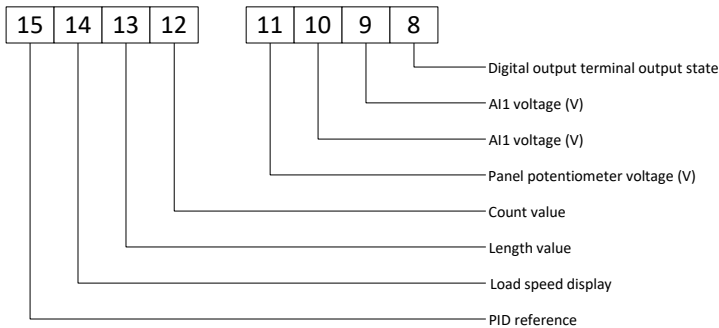 15 14 13 12 11 10 9 8
Digital output terminal output state
AI1 voltage (V)
AI1 voltage (V)
Panel potentiometer voltage (V)
Count value
Length value
Load speed display
PID reference